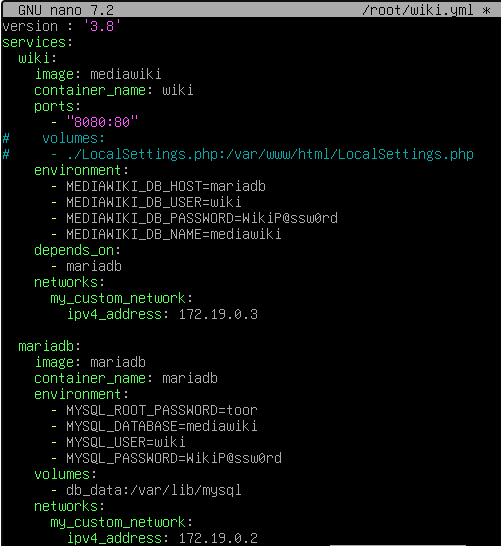 GNU nano 7.2 /root/wiki.yml *
version : '3.8'
services:
  wiki:
    image: mediawiki
    container_name: wiki
    ports:
      - "8080:80"
#    volumes:
#     - ./LocalSettings.php:/var/www/html/LocalSettings.php
    environment:
      - MEDIAWIKI_DB_HOST=mariadb
      - MEDIAWIKI_DB_USER=wiki
      - MEDIAWIKI_DB_PASSWORD=WikiP@ssw0rd
      - MEDIAWIKI_DB_NAME=mediawiki
    depends_on:
      - mariadb
    networks:
      my_custom_network:
        ipv4_address: 172.19.0.3

  mariadb:
    image: mariadb
    container_name: mariadb
    environment:
      - MYSQL_ROOT_PASSWORD=toor
      - MYSQL_DATABASE=mediawiki
      - MYSQL_USER=wiki
      - MYSQL_PASSWORD=WikiP@ssw0rd
    volumes:
      - db_data:/var/lib/mysql
    networks:
      my_custom_network:
        ipv4_address: 172.19.0.2